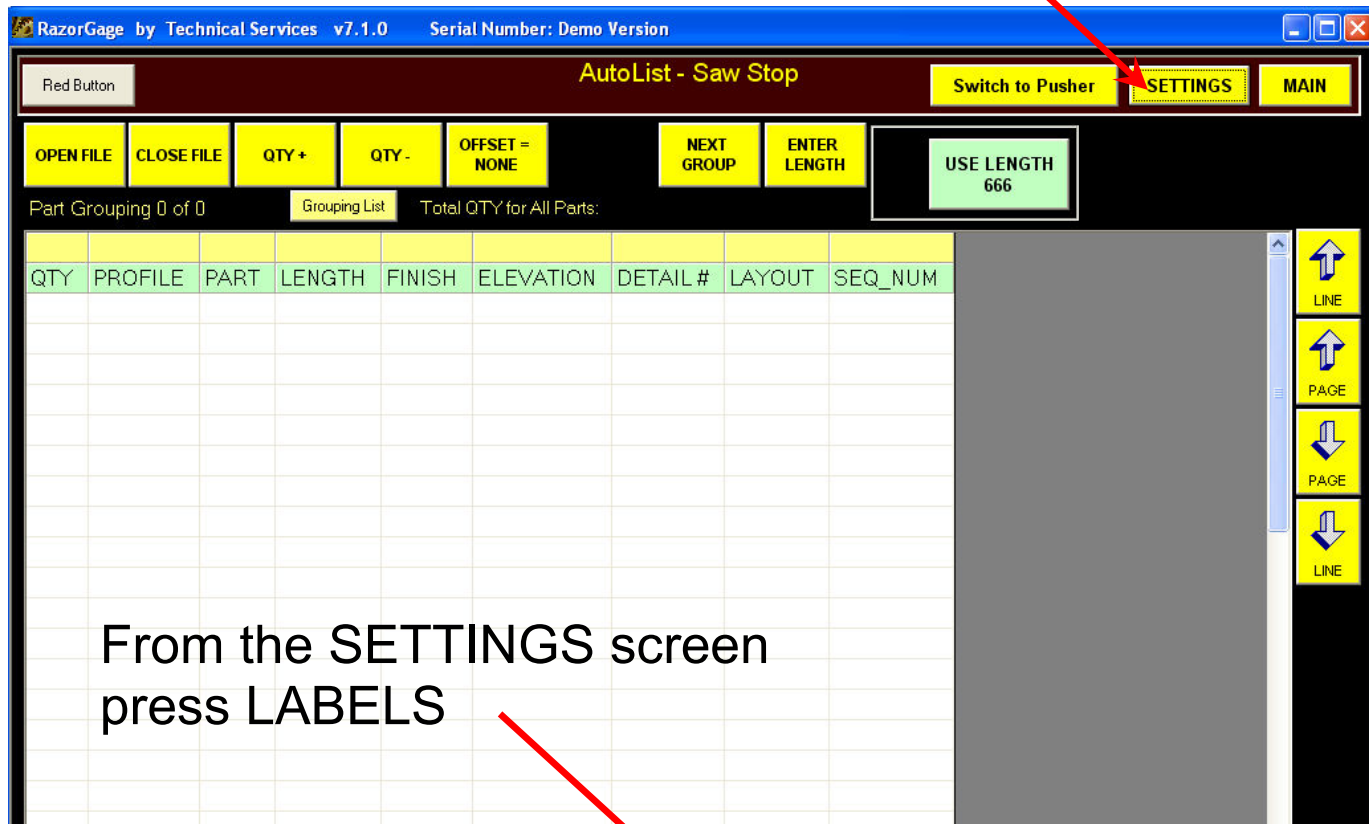 RazorGage by Technical Services v7.1.0 Serial Number: Demo Version
Red Button
AutoList - Saw Stop
Switch to Pusher
SETTINGS
MAIN
OPEN FILE
CLOSE FILE
QTY +
QTY -
OFFSET =
NONE
NEXT
GROUP
ENTER
LENGTH
USE LENGTH
666
Part Grouping 0 of 0
Grouping List
Total QTY for All Parts:
QTY PROFILE PART LENGTH FINISH ELEVATION DETAIL # LAYOUT SEQ_NUM
LINE
PAGE
PAGE
LINE
From the SETTINGS screen
press LABELS